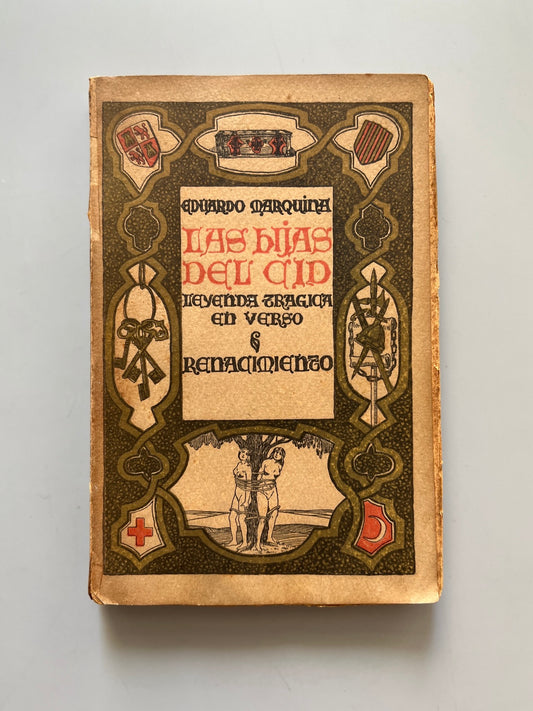 EDUARDO MARQUINA
LAS HIJAS
DEL CID
LEYENDA TRAGICA
EN VERSO
RENACIMIENTO